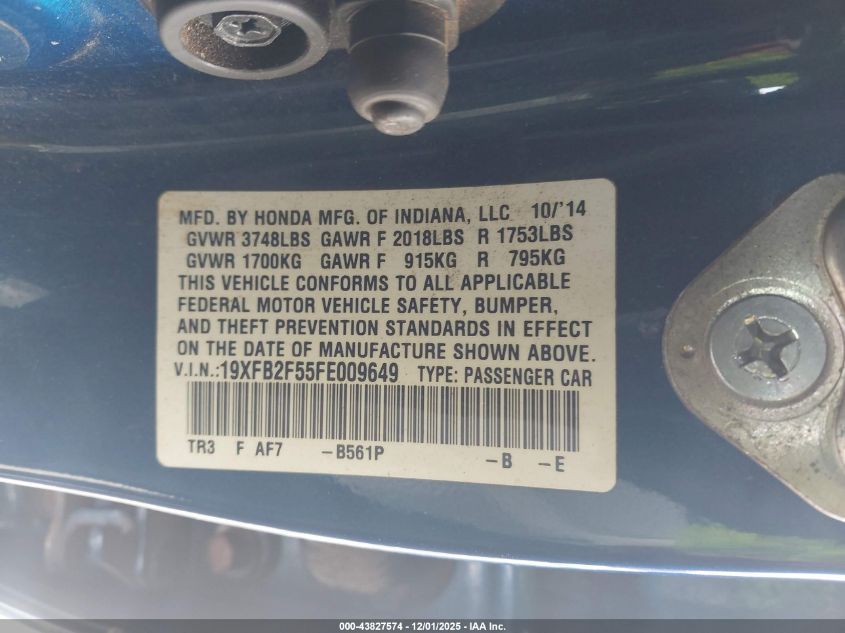 MFD. BY HONDA MFG. OF INDIANA, LLC 10/'14
GVWR 3748LBS GAWR F 2018LBS R 1753LBS
GVWR 1700KG GAWR F 915KG R 795KG
THIS VEHICLE CONFORMS TO ALL APPLICABLE
FEDERAL MOTOR VEHICLE SAFETY, BUMPER,
AND THEFT PREVENTION STANDARDS IN EFFECT
ON THE DATE OF MANUFACTURE SHOWN ABOVE.
V.I.N.:19XFB2F55FE009649 TYPE: PASSENGER CAR
TR3 F AF7 -B561P -B -E
000-43827574 | 12/01/2025 - IAA Inc.